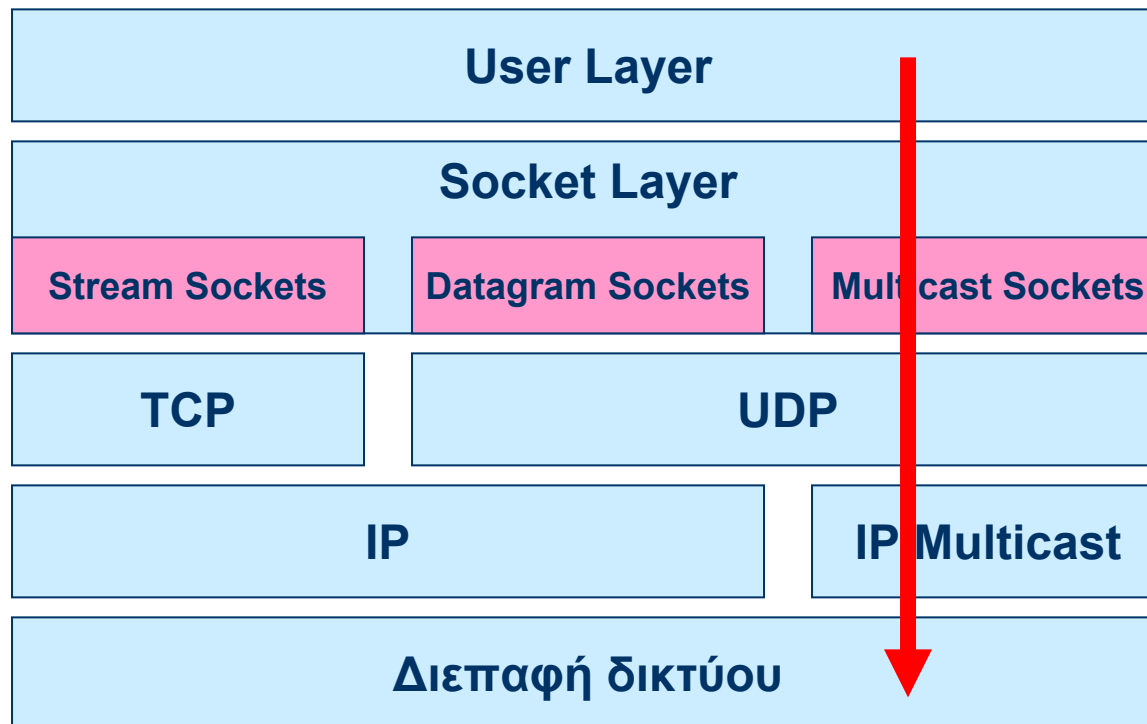 User Layer
Socket Layer
Stream Sockets
Datagram Sockets
Multicast Sockets
TCP
UDP
IP
IP Multicast
Διεπαφή δικτύου